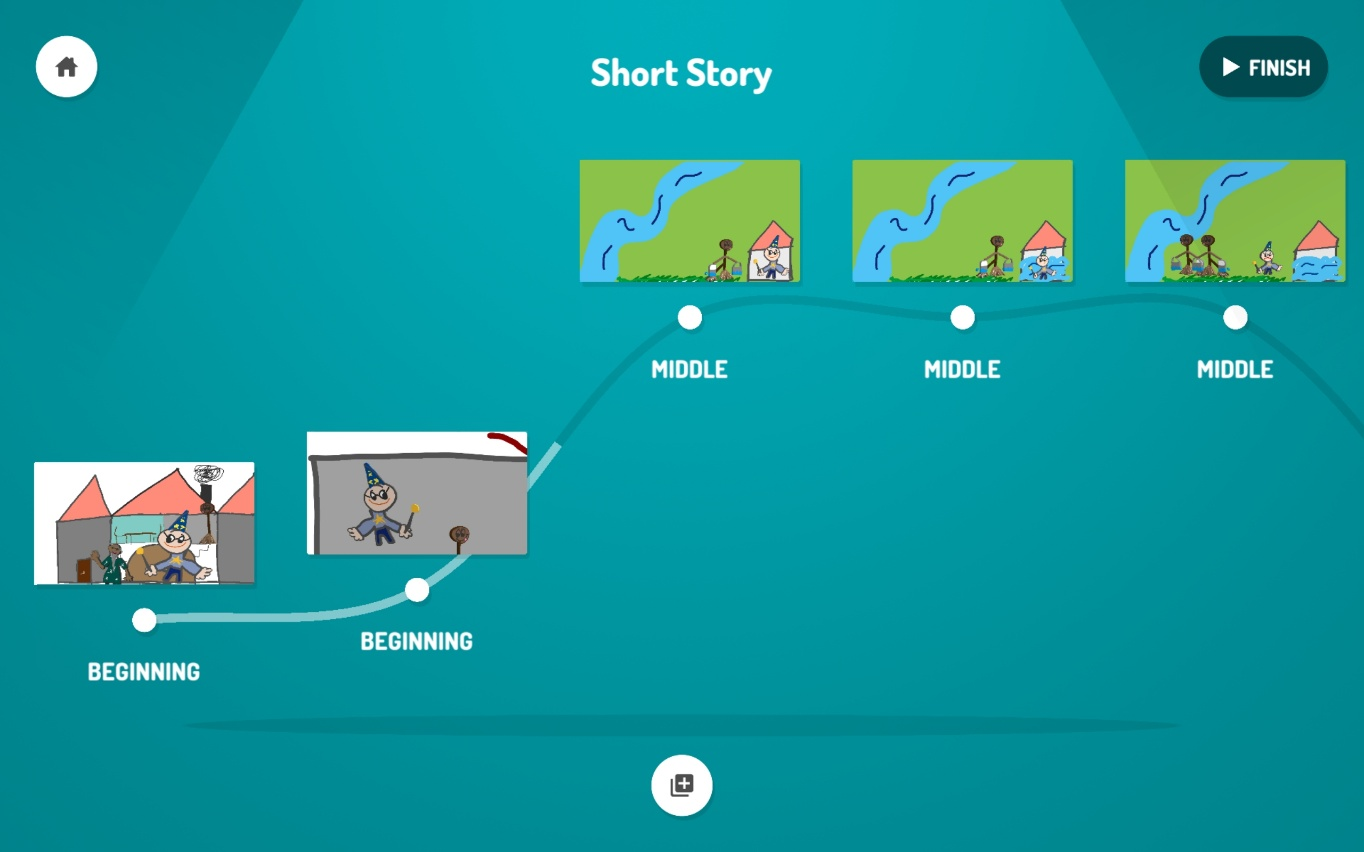 Short Story
FINISH
MIDDLE
MIDDLE
MIDDLE
BEGINNING
BEGINNING